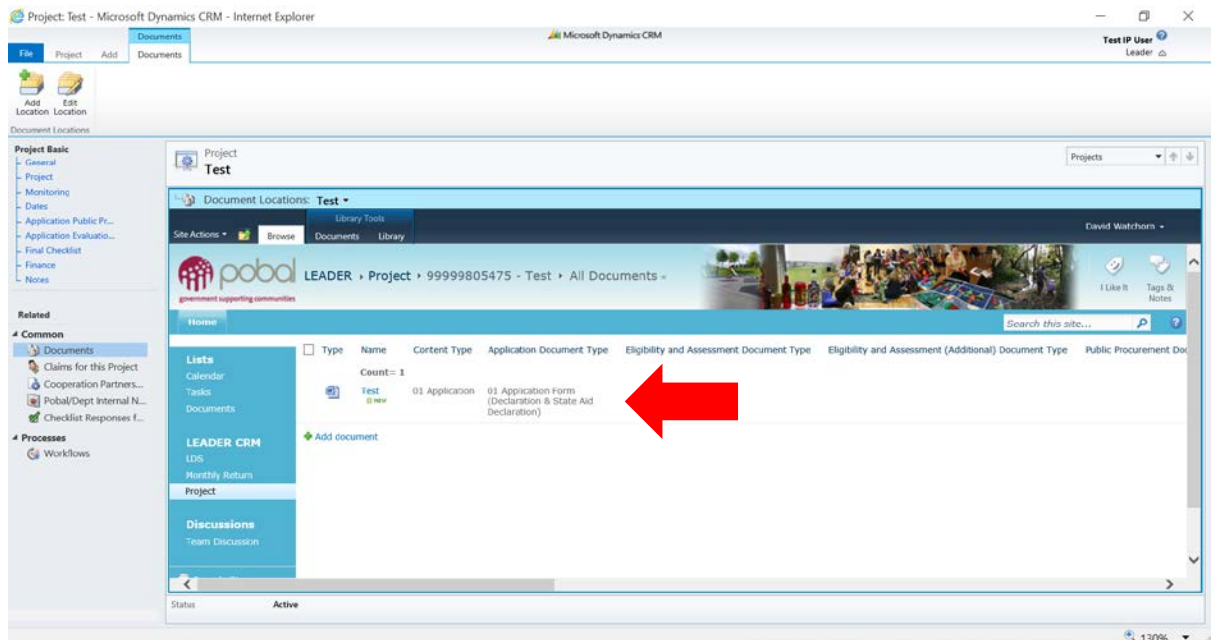 Project: Test - Microsoft Dynamics CRM - Internet Explorer
Documents
Microsoft Dynamics CRM
Test IP User
Leader
File
Project
Add
Documents
Add Location
Edit Location
Document Locations
Project Basic
General
Project
Monitoring
Dates
Application Public Pr...
Application Evaluatio...
Final Checklist
Finance
Notes
Related
Common
Documents
Claims for this Project
Cooperation Partners...
Pobal/Dept Internal N...
Checklist Responses f...
Processes
Workflows
Project
Test
Projects
Document Locations: Test
Library Tools
Site Actions
Browse
Documents
Library
David Watchorn
pobal
government supporting communities
LEADER ▸ Project ▸ 99999805475 - Test ▸ All Documents
I Like It
Tags & Notes
Home
Search this site...
Lists
Calendar
Tasks
Documents
LEADER CRM
LDS
Monthly Return
Project
Discussions
Team Discussion
Type Name Content Type Application Document Type Eligibility and Assessment Document Type Eligibility and Assessment (Additional) Document Type Public Procurement Doc
Count= 1
Test
NEW
01 Application
01 Application Form
(Declaration & State Aid
Declaration)
Add document
Status Active
130%